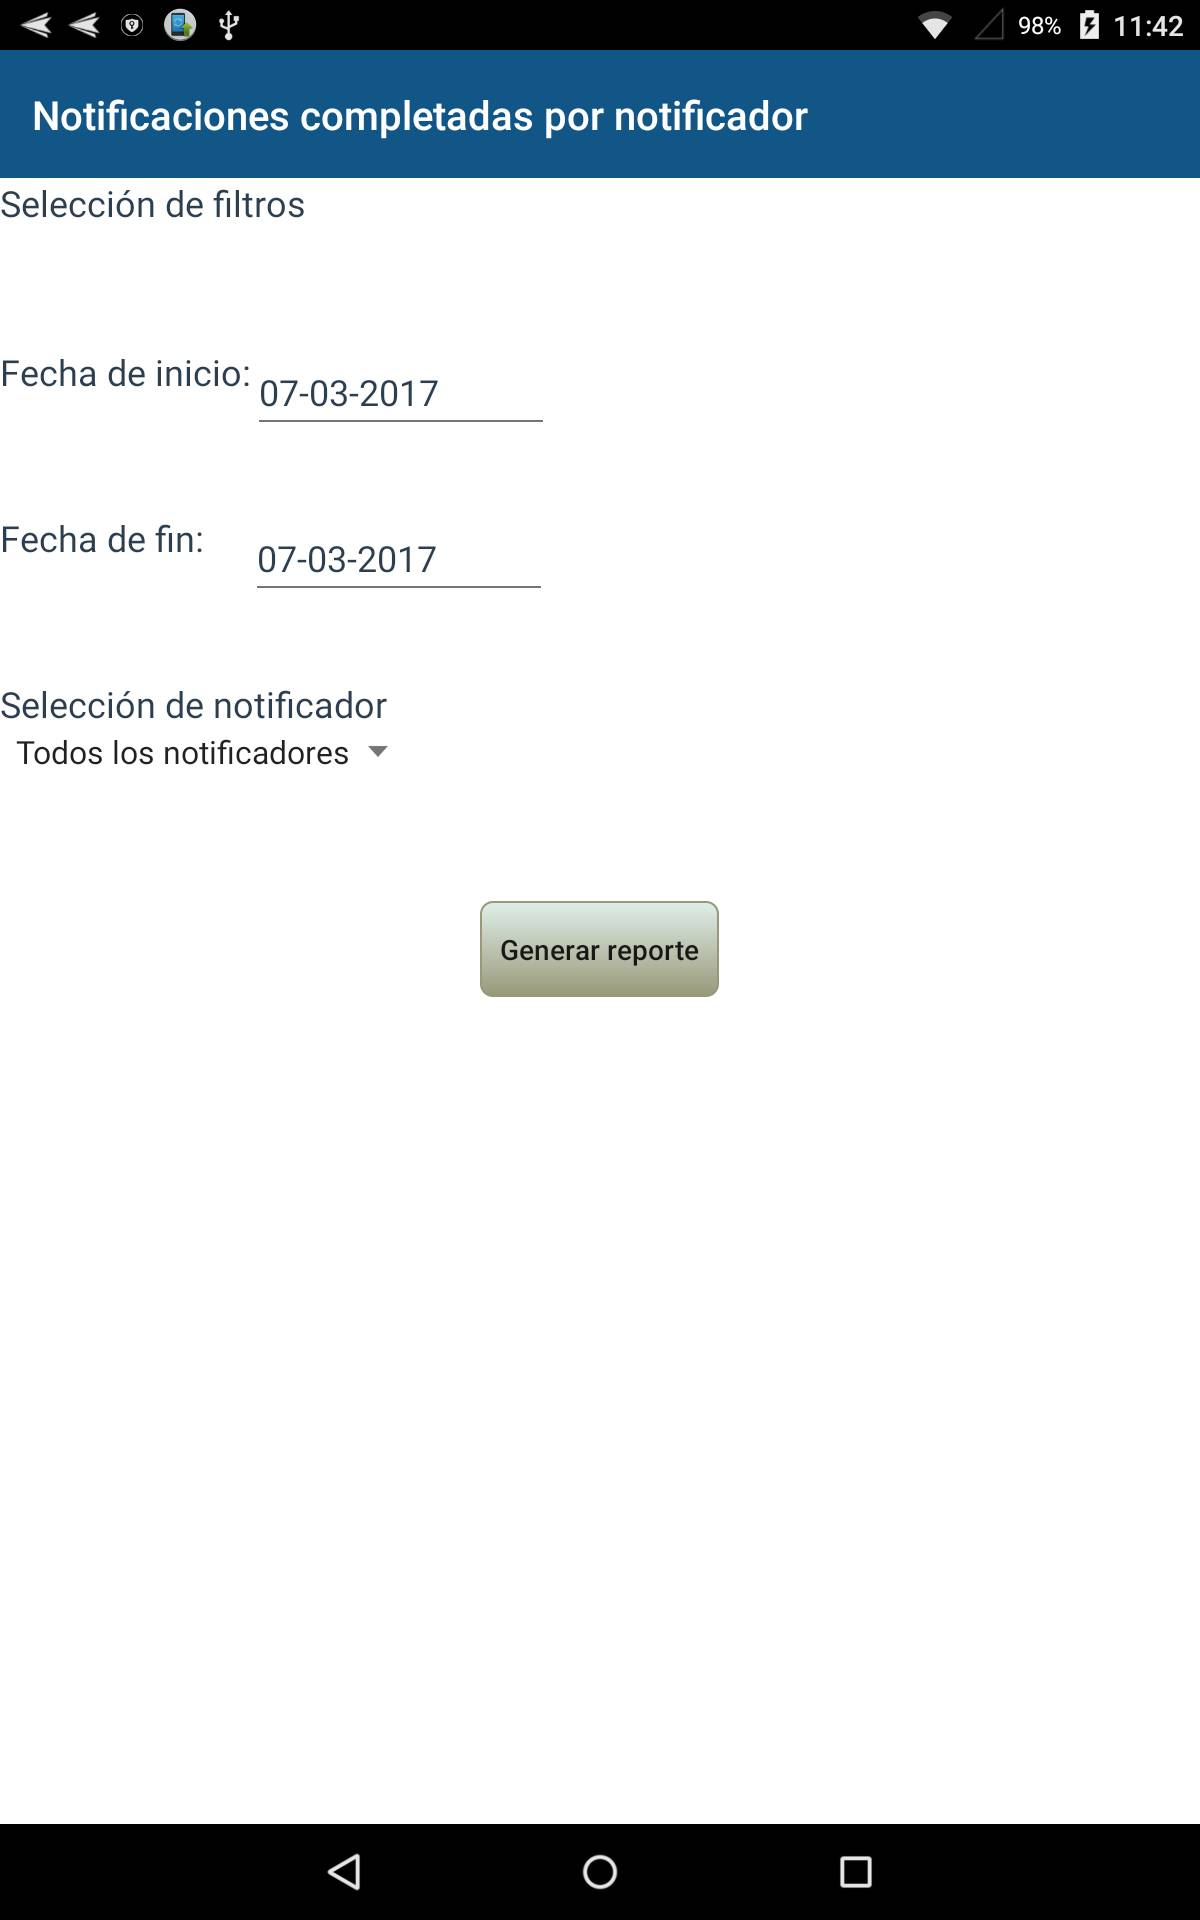 98% 11:42
Notificaciones completadas por notificador
Selección de filtros
Fecha de inicio: 07-03-2017
Fecha de fin: 07-03-2017
Selección de notificador
Todos los notificadores
Generar reporte